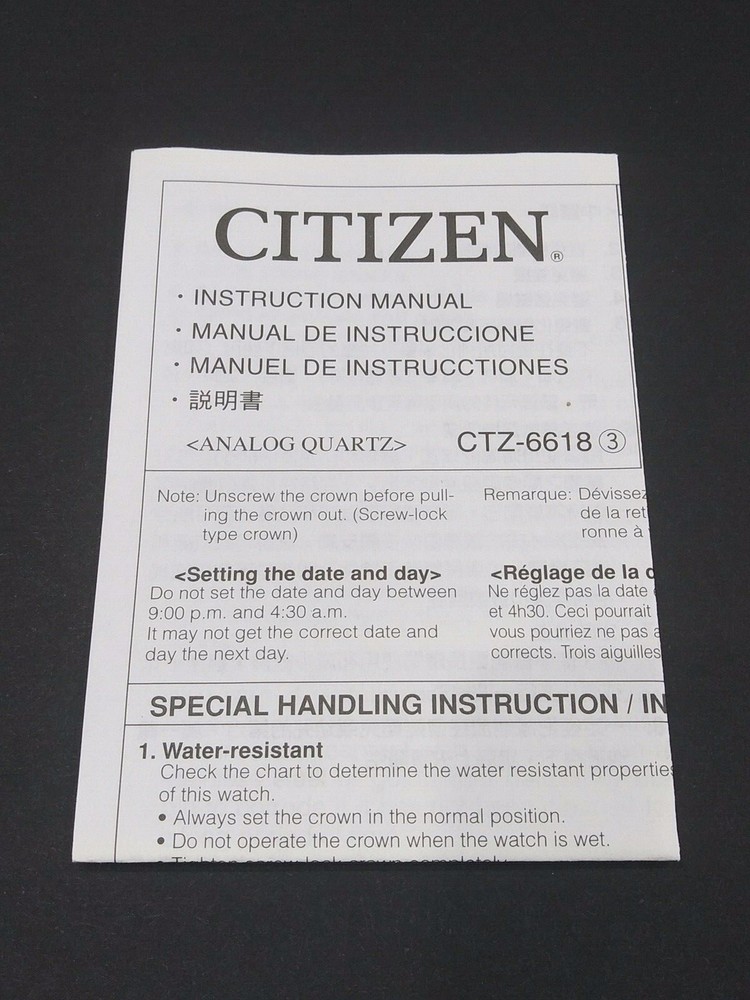 CITIZEN®
· INSTRUCTION MANUAL
· MANUAL DE INSTRUCCIONE
· MANUEL DE INSTRUCCTIONES
· 説明書
<ANALOG QUARTZ> CTZ-6618 ③
Note: Unscrew the crown before pull-
ing the crown out. (Screw-lock
type crown)
<Setting the date and day>
Do not set the date and day between
9:00 p.m. and 4:30 a.m.
It may not get the correct date and
day the next day.
Remarque: Dévissez
de la ret
ronne à
<Réglage de la d
Ne réglez pas la date
et 4h30. Ceci pourrait
vous pourriez ne pas a
corrects. Trois aiguilles
SPECIAL HANDLING INSTRUCTION / IN
1. Water-resistant
Check the chart to determine the water resistant properties
of this watch.
• Always set the crown in the normal position.
• Do not operate the crown when the watch is wet.
• Tighten screw-lock crown completely